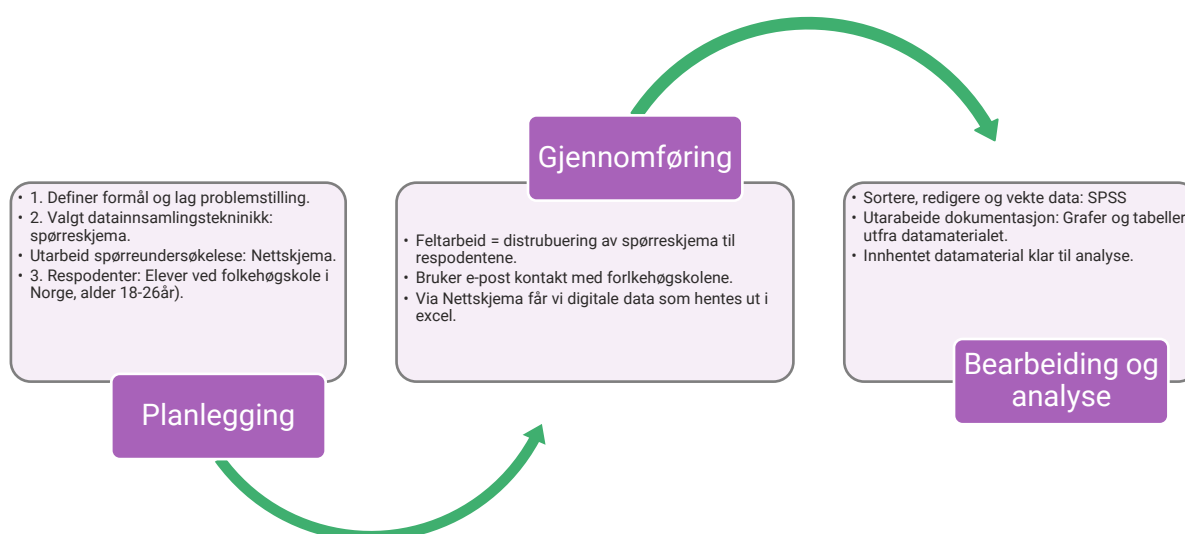 • 1. Definer formål og lag problemstilling.
• 2. Valgt datainnsamlingstekninikk:
spørreskjema.
• Utarbeid spørreundersøkelese: Nettskjema.
• 3. Respodenter: Elever ved folkehøgskole i
Norge, alder 18-26år).
Planlegging
Gjennomføring
• Feltarbeid = distrubuering av spørreskjema til
respodentene.
• Bruker e-post kontakt med forlkehøgskolene.
• Via Nettskjema får vi digitale data som hentes ut i
excel.
• Sortere, redigere og vekte data: SPSS
• Utarabeide dokumentasjon: Grafer og tabeller
utfra datamaterialet.
• Innhentet datamaterial klar til analyse.
Bearbeiding og
analyse